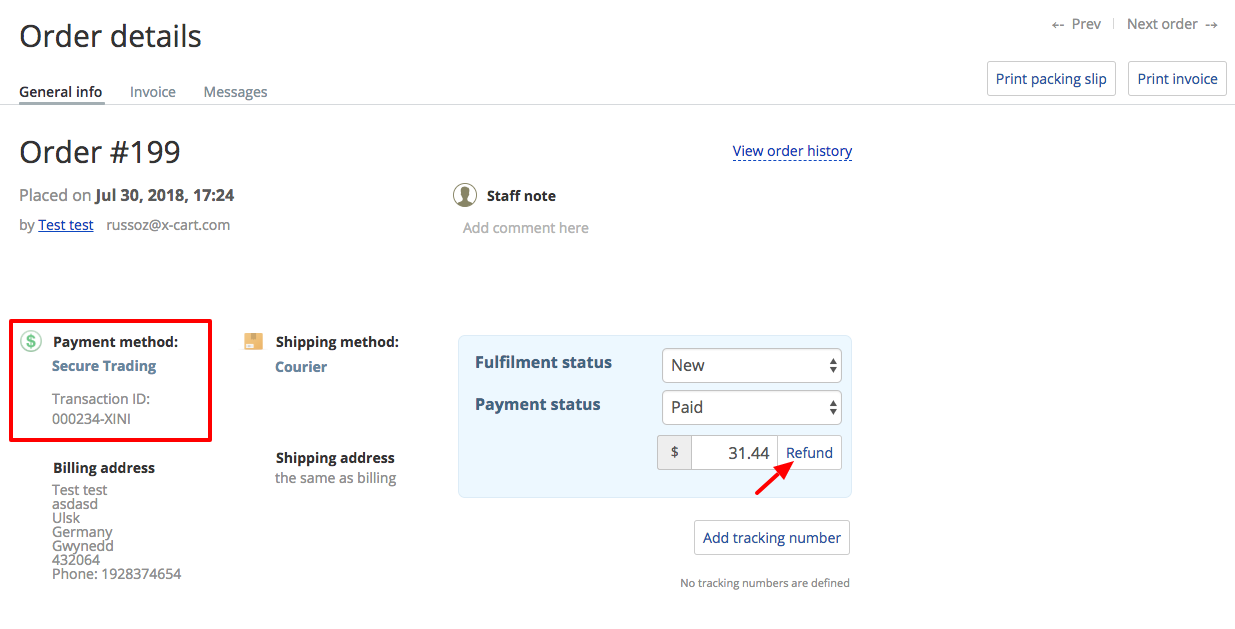 Order details
← Prev | Next order →
General info Invoice Messages
Print packing slip Print invoice
Order #199
View order history
Placed on Jul 30, 2018, 17:24
by Test test russoz@x-cart.com
Staff note
Add comment here
$ Payment method:
Secure Trading
Transaction ID:
000234-XINI
Billing address
Test test
asdasd
Ulsk
Germany
Gwynedd
432064
Phone: 1928374654
Shipping method:
Courier
Shipping address
the same as billing
Fulfilment status New
Payment status Paid
$ 31.44 Refund
Add tracking number
No tracking numbers are defined